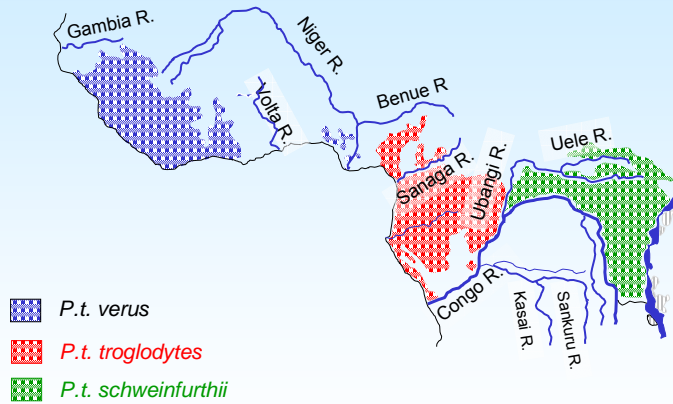 Gambia R.
Niger R.
Volta R.
Benue R
Uele R.
Sanaga R.
Ubangi R.
Congo R.
Kasai R.
Sankuru R.
P.t. verus
P.t. troglodytes
P.t. schweinfurthii